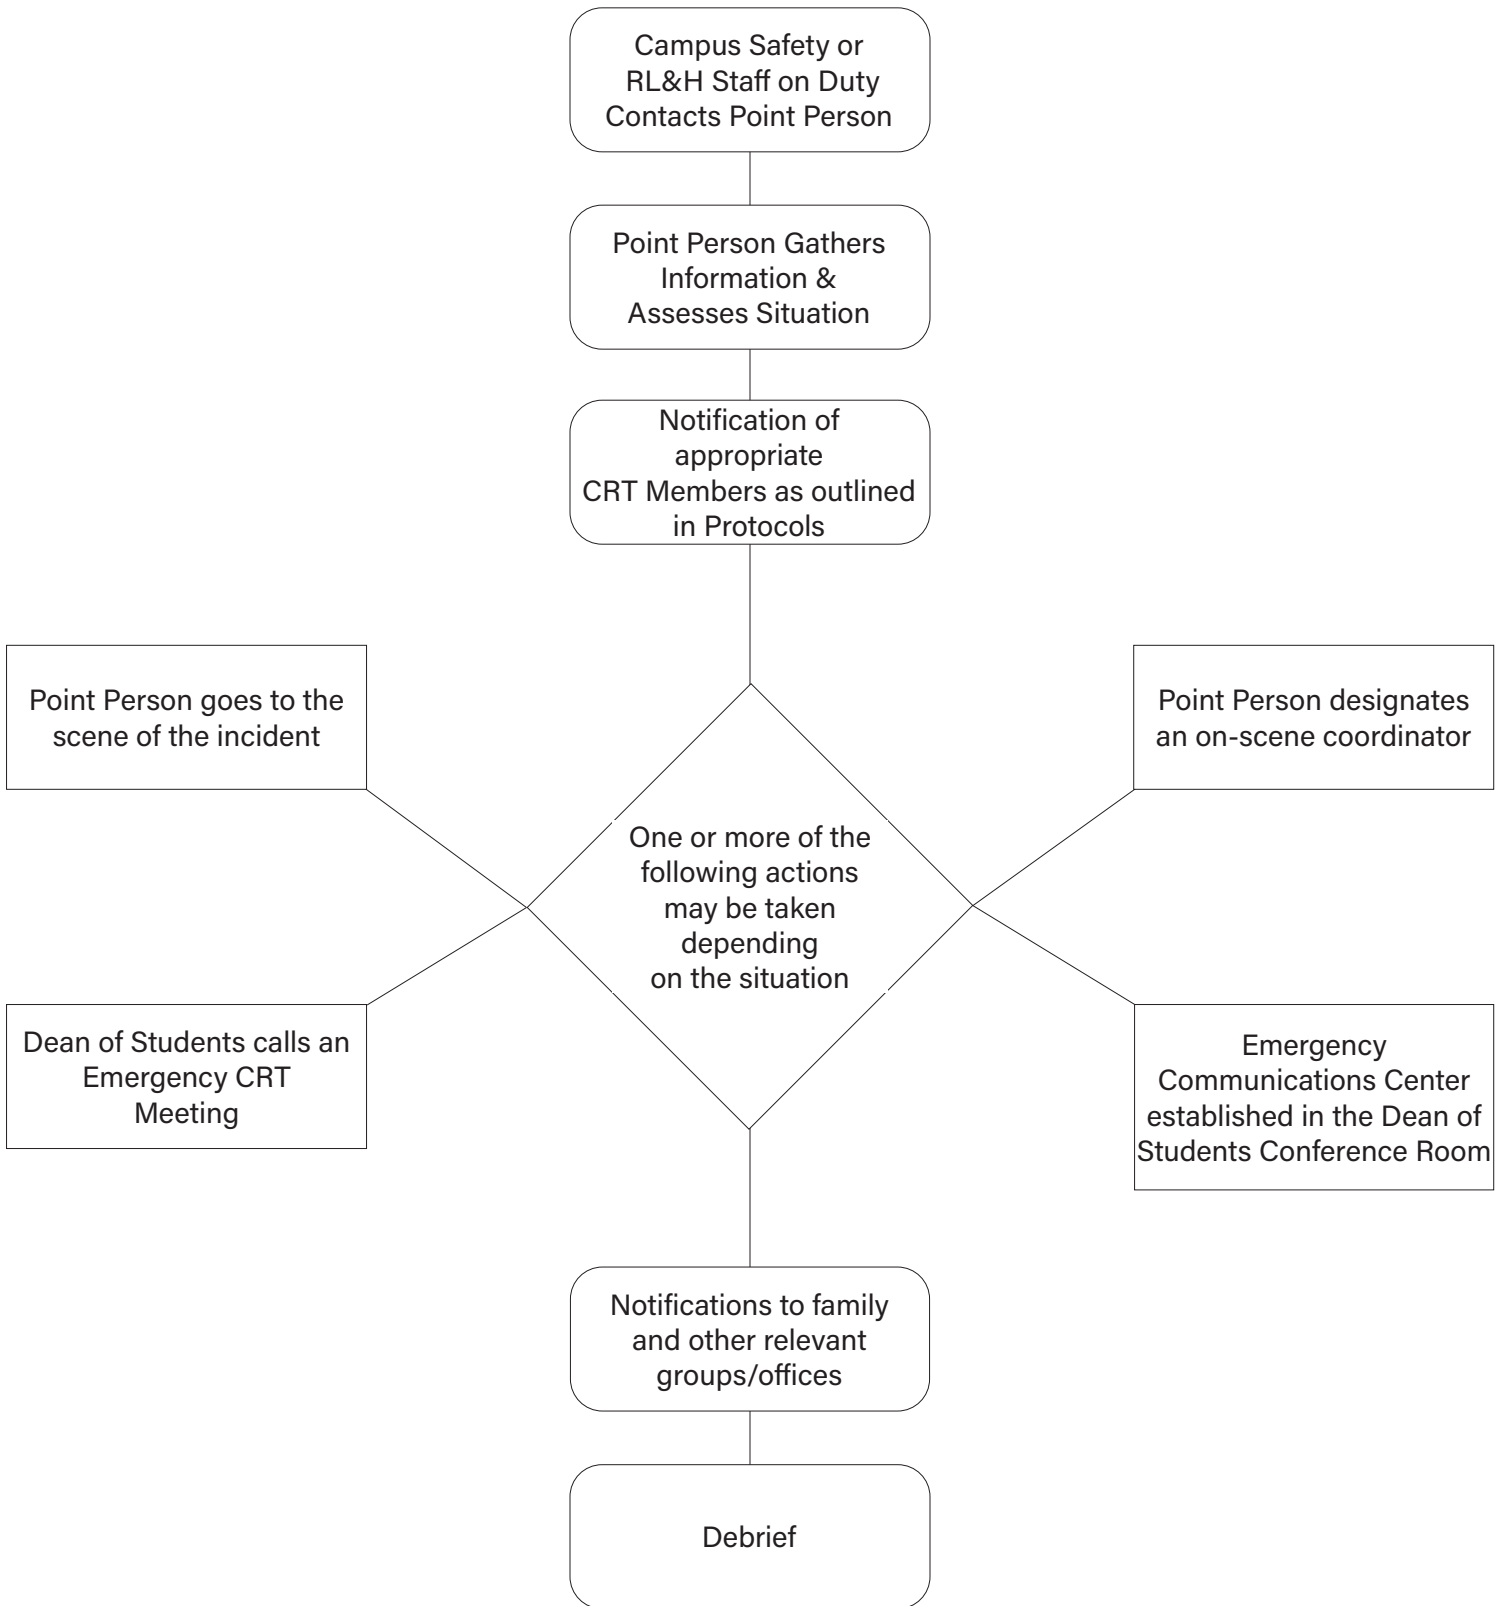 Campus Safety or
RL&H Staff on Duty
Contacts Point Person
Point Person Gathers
Information &
Assesses Situation
Notification of
appropriate
CRT Members as outlined
in Protocols
Point Person goes to the
scene of the incident
Point Person designates
an on-scene coordinator
One or more of the
following actions
may be taken
depending
on the situation
Dean of Students calls an
Emergency CRT
Meeting
Emergency
Communications Center
established in the Dean of
Students Conference Room
Notifications to family
and other relevant
groups/offices
Debrief